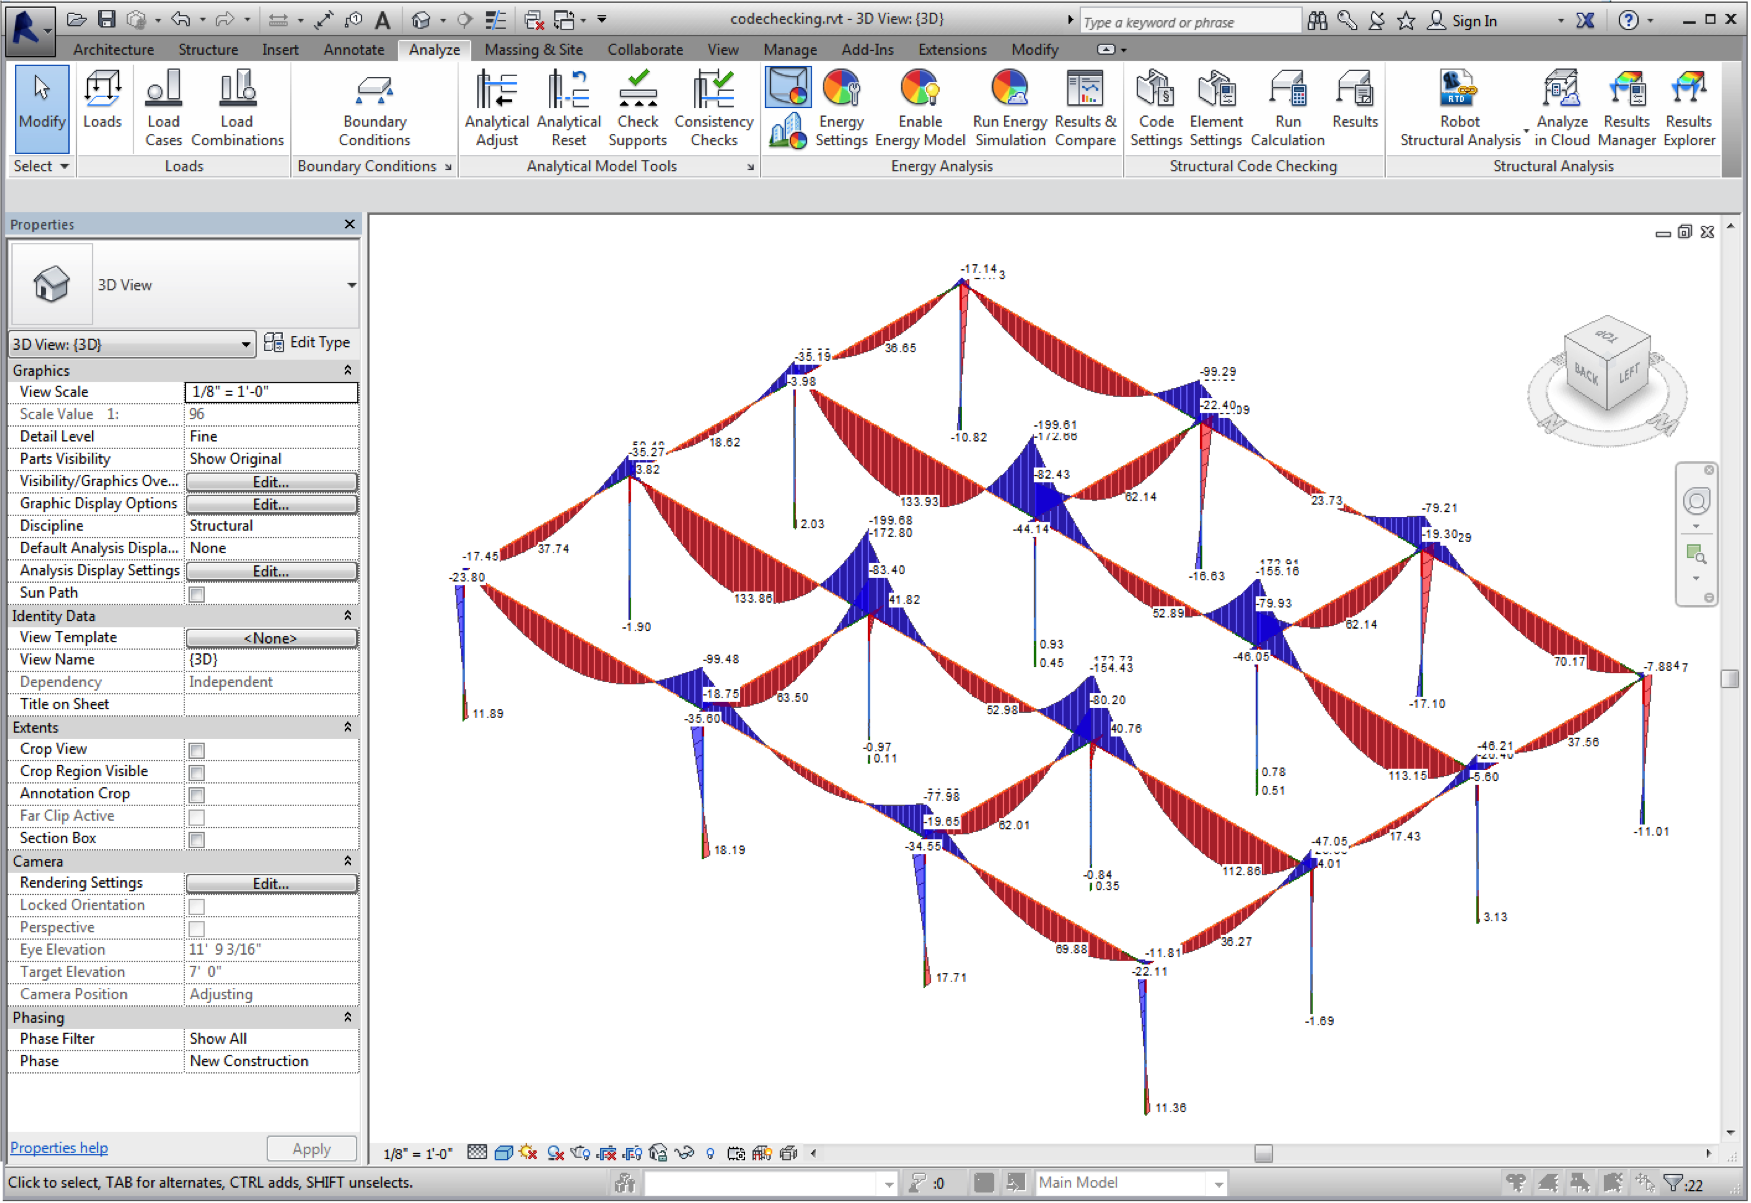 codechecking.rvt - 3D View: {3D}
Type a keyword or phrase
Sign In
Architecture Structure Insert Annotate Analyze Massing & Site Collaborate View Manage Add-Ins Extensions Modify
Modify
Loads
Load Cases
Load Combinations
Boundary Conditions
Analytical Adjust
Analytical Reset
Check Supports
Consistency Checks
Energy Settings
Enable Energy Model
Run Energy Simulation
Results & Compare
Code Settings
Element Settings
Run Calculation
Results
RTD
Robot Structural Analysis
Analyze in Cloud
Results Manager
Results Explorer
Select
Loads
Boundary Conditions
Analytical Model Tools
Energy Analysis
Structural Code Checking
Structural Analysis
Properties
3D View
3D View: {3D}
Edit Type
Graphics
View Scale 1/8" = 1'-0"
Scale Value 1: 96
Detail Level Fine
Parts Visibility Show Original
Visibility/Graphics Ove... Edit...
Graphic Display Options Edit...
Discipline Structural
Default Analysis Displa... None
Analysis Display Settings Edit...
Sun Path
Identity Data
View Template <None>
View Name {3D}
Dependency Independent
Title on Sheet
Extents
Crop View
Crop Region Visible
Annotation Crop
Far Clip Active
Section Box
Camera
Rendering Settings Edit...
Locked Orientation
Perspective
Eye Elevation 11' 9 3/16"
Target Elevation 7' 0"
Camera Position Adjusting
Phasing
Phase Filter Show All
Phase New Construction
Properties help
Apply
-17.14
36.65
-35.19
-3.98
-99.29
-22.40
-10.82
-199.61
-172.66
18.62
-35.27
3.82
-82.43
62.14
133.93
23.73
-79.21
-19.30
2.03
-44.14
-199.68
-172.80
37.74
-17.45
-23.80
-83.40
-16.63
-155.16
133.86
41.82
-79.93
52.89
62.14
-1.90
0.93
0.45
-46.05
70.17
-7.88
-99.48
-154.43
-18.75
63.50
-80.20
-17.10
11.89
-35.60
52.98
40.76
37.56
-46.21
-0.97
0.11
0.78
0.51
113.15
-5.60
-77.98
-19.65
62.01
-11.01
17.43
-47.05
-34.55
18.19
4.01
112.86
-0.84
0.35
3.13
36.27
69.88
-11.81
-22.11
17.71
-1.69
11.36
TOP
BACK
LEFT
1/8" = 1'-0"
Click to select, TAB for alternates, CTRL adds, SHIFT unselects.
:0
Main Model
:22